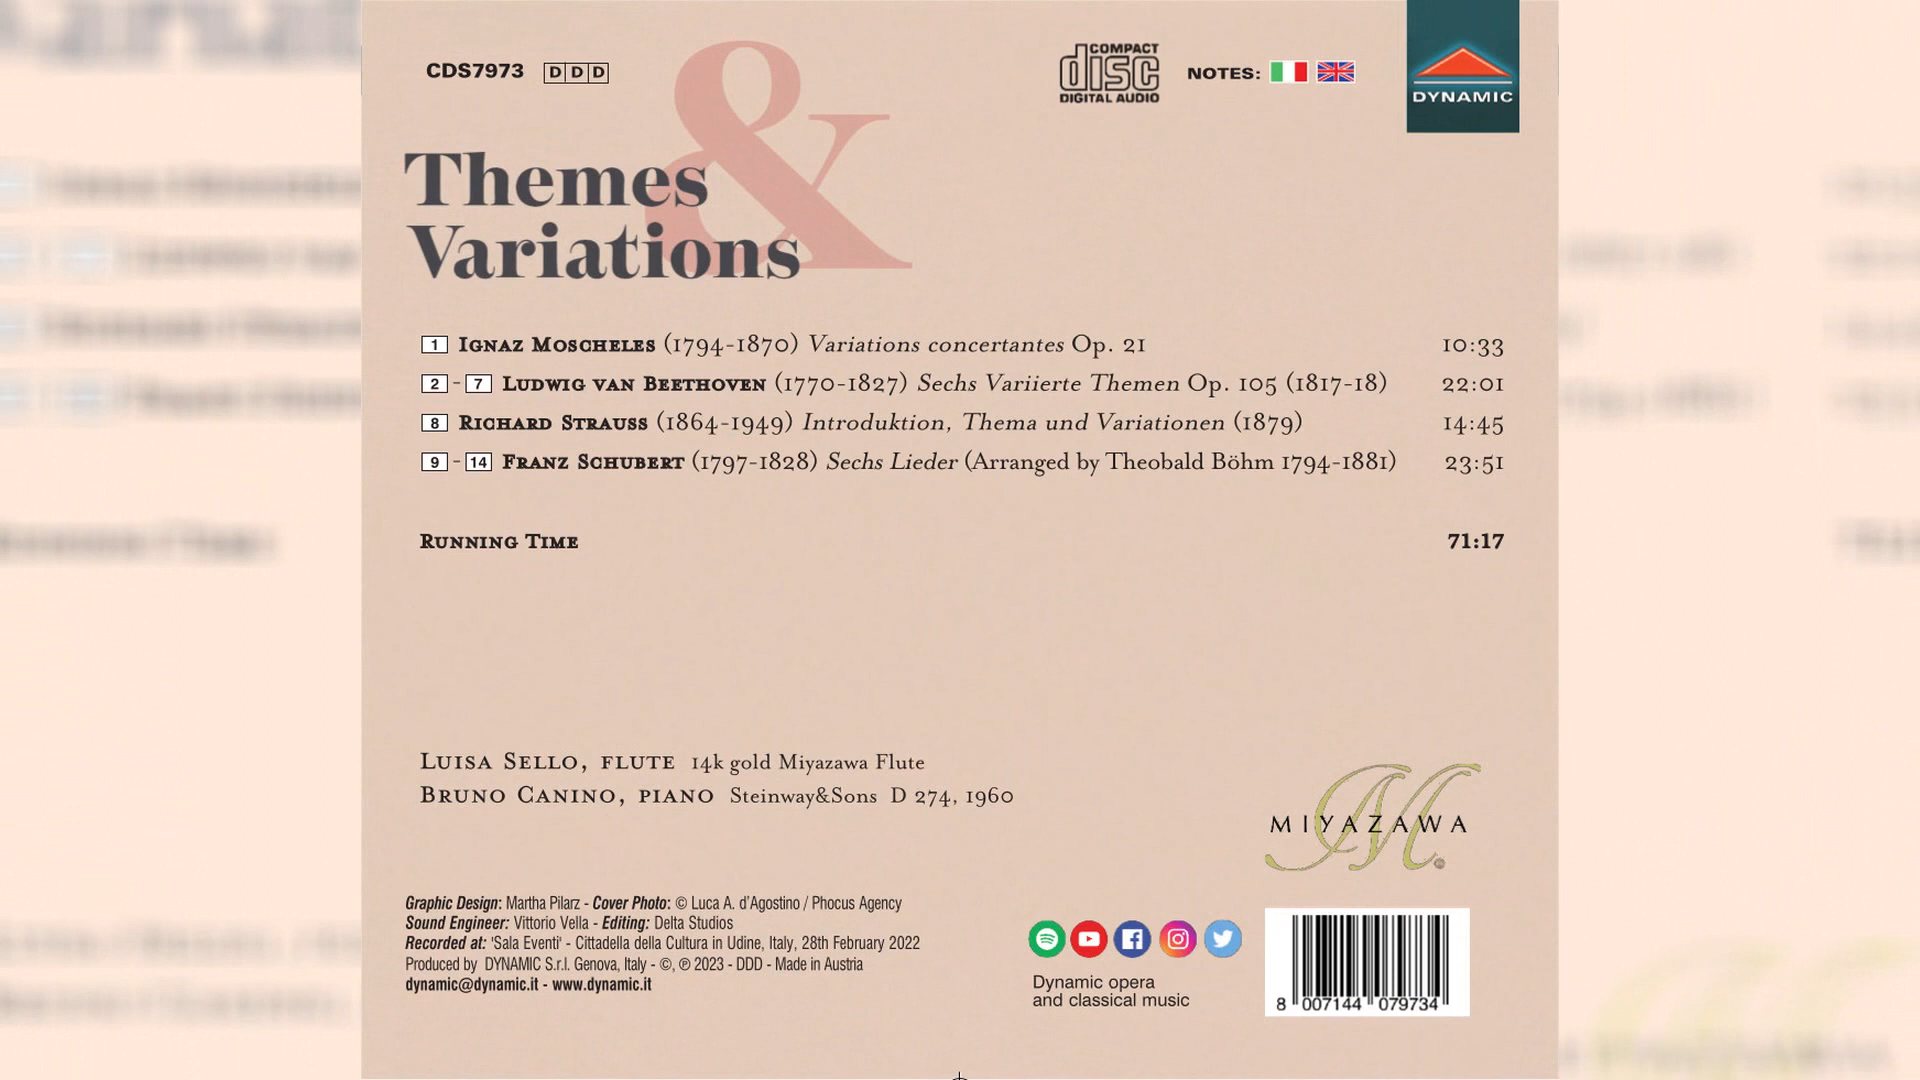 CDS7973 DDD
COMPACT disc DIGITAL AUDIO
NOTES:
DYNAMIC
&
Themes
Variations
1 Ignaz Moscheles (1794-1870) Variations concertantes Op. 21 10:33
2 - 7 Ludwig van Beethoven (1770-1827) Sechs Variierte Themen Op. 105 (1817-18) 22:01
8 Richard Strauss (1864-1949) Introduktion, Thema und Variationen (1879) 14:45
9 - 14 Franz Schubert (1797-1828) Sechs Lieder (Arranged by Theobald Böhm 1794-1881) 23:51
Running Time 71:17
Luisa Sello, flute 14k gold Miyazawa Flute
Bruno Canino, piano Steinway&Sons D 274, 1960
M
MIYAZAWA
Graphic Design: Martha Pilarz - Cover Photo: © Luca A. d'Agostino / Phocus Agency
Sound Engineer: Vittorio Vella - Editing: Delta Studios
Recorded at: 'Sala Eventi' - Cittadella della Cultura in Udine, Italy, 28th February 2022
Produced by DYNAMIC S.r.l. Genova, Italy - ©, ℗ 2023 - DDD - Made in Austria
dynamic@dynamic.it - www.dynamic.it
Dynamic opera
and classical music
8 007144 079734